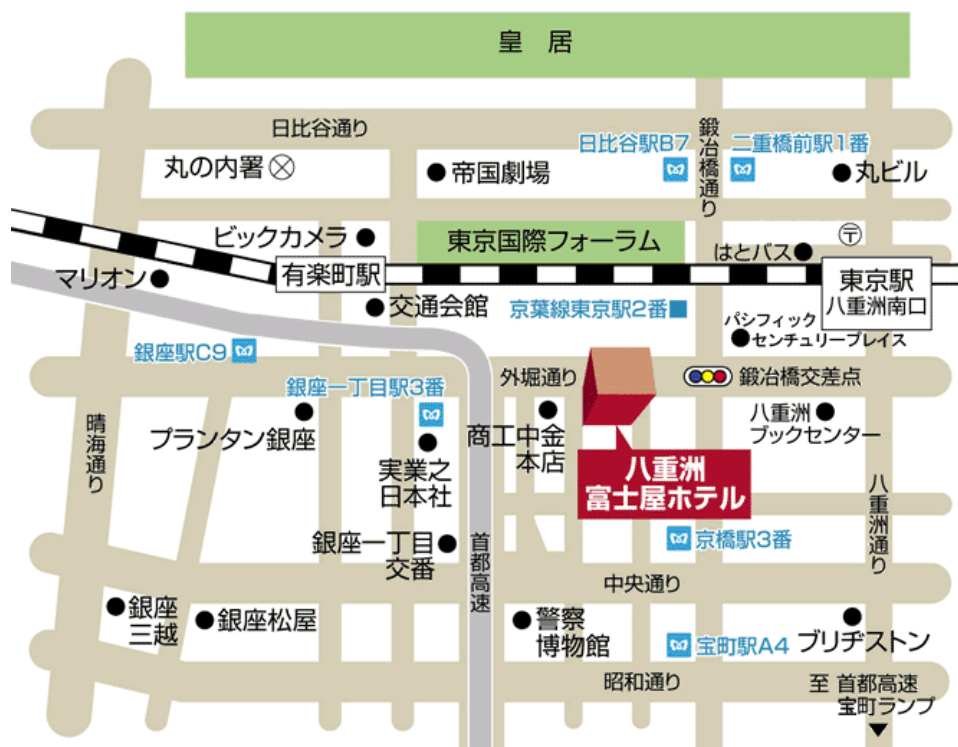 皇 居
日比谷通り
日比谷駅B7
鍛冶橋通り
二重橋前駅1番
丸の内署
帝国劇場
丸ビル
ビックカメラ
東京国際フォーラム
〒
はとバス
有楽町駅
東京駅
八重洲南口
マリオン
交通会館
京葉線東京駅2番
パシフィック
センチュリープレイス
銀座駅C9
外堀通り
鍛冶橋交差点
銀座一丁目駅3番
プランタン銀座
商工中金
本店
八重洲
ブックセンター
晴海通り
実業之
日本社
八重洲
富士屋ホテル
八重洲通り
銀座一丁目
交番
首都高速
京橋駅3番
中央通り
銀座
三越
銀座松屋
警察
博物館
宝町駅A4
ブリヂストン
昭和通り
至 首都高速
宝町ランプ